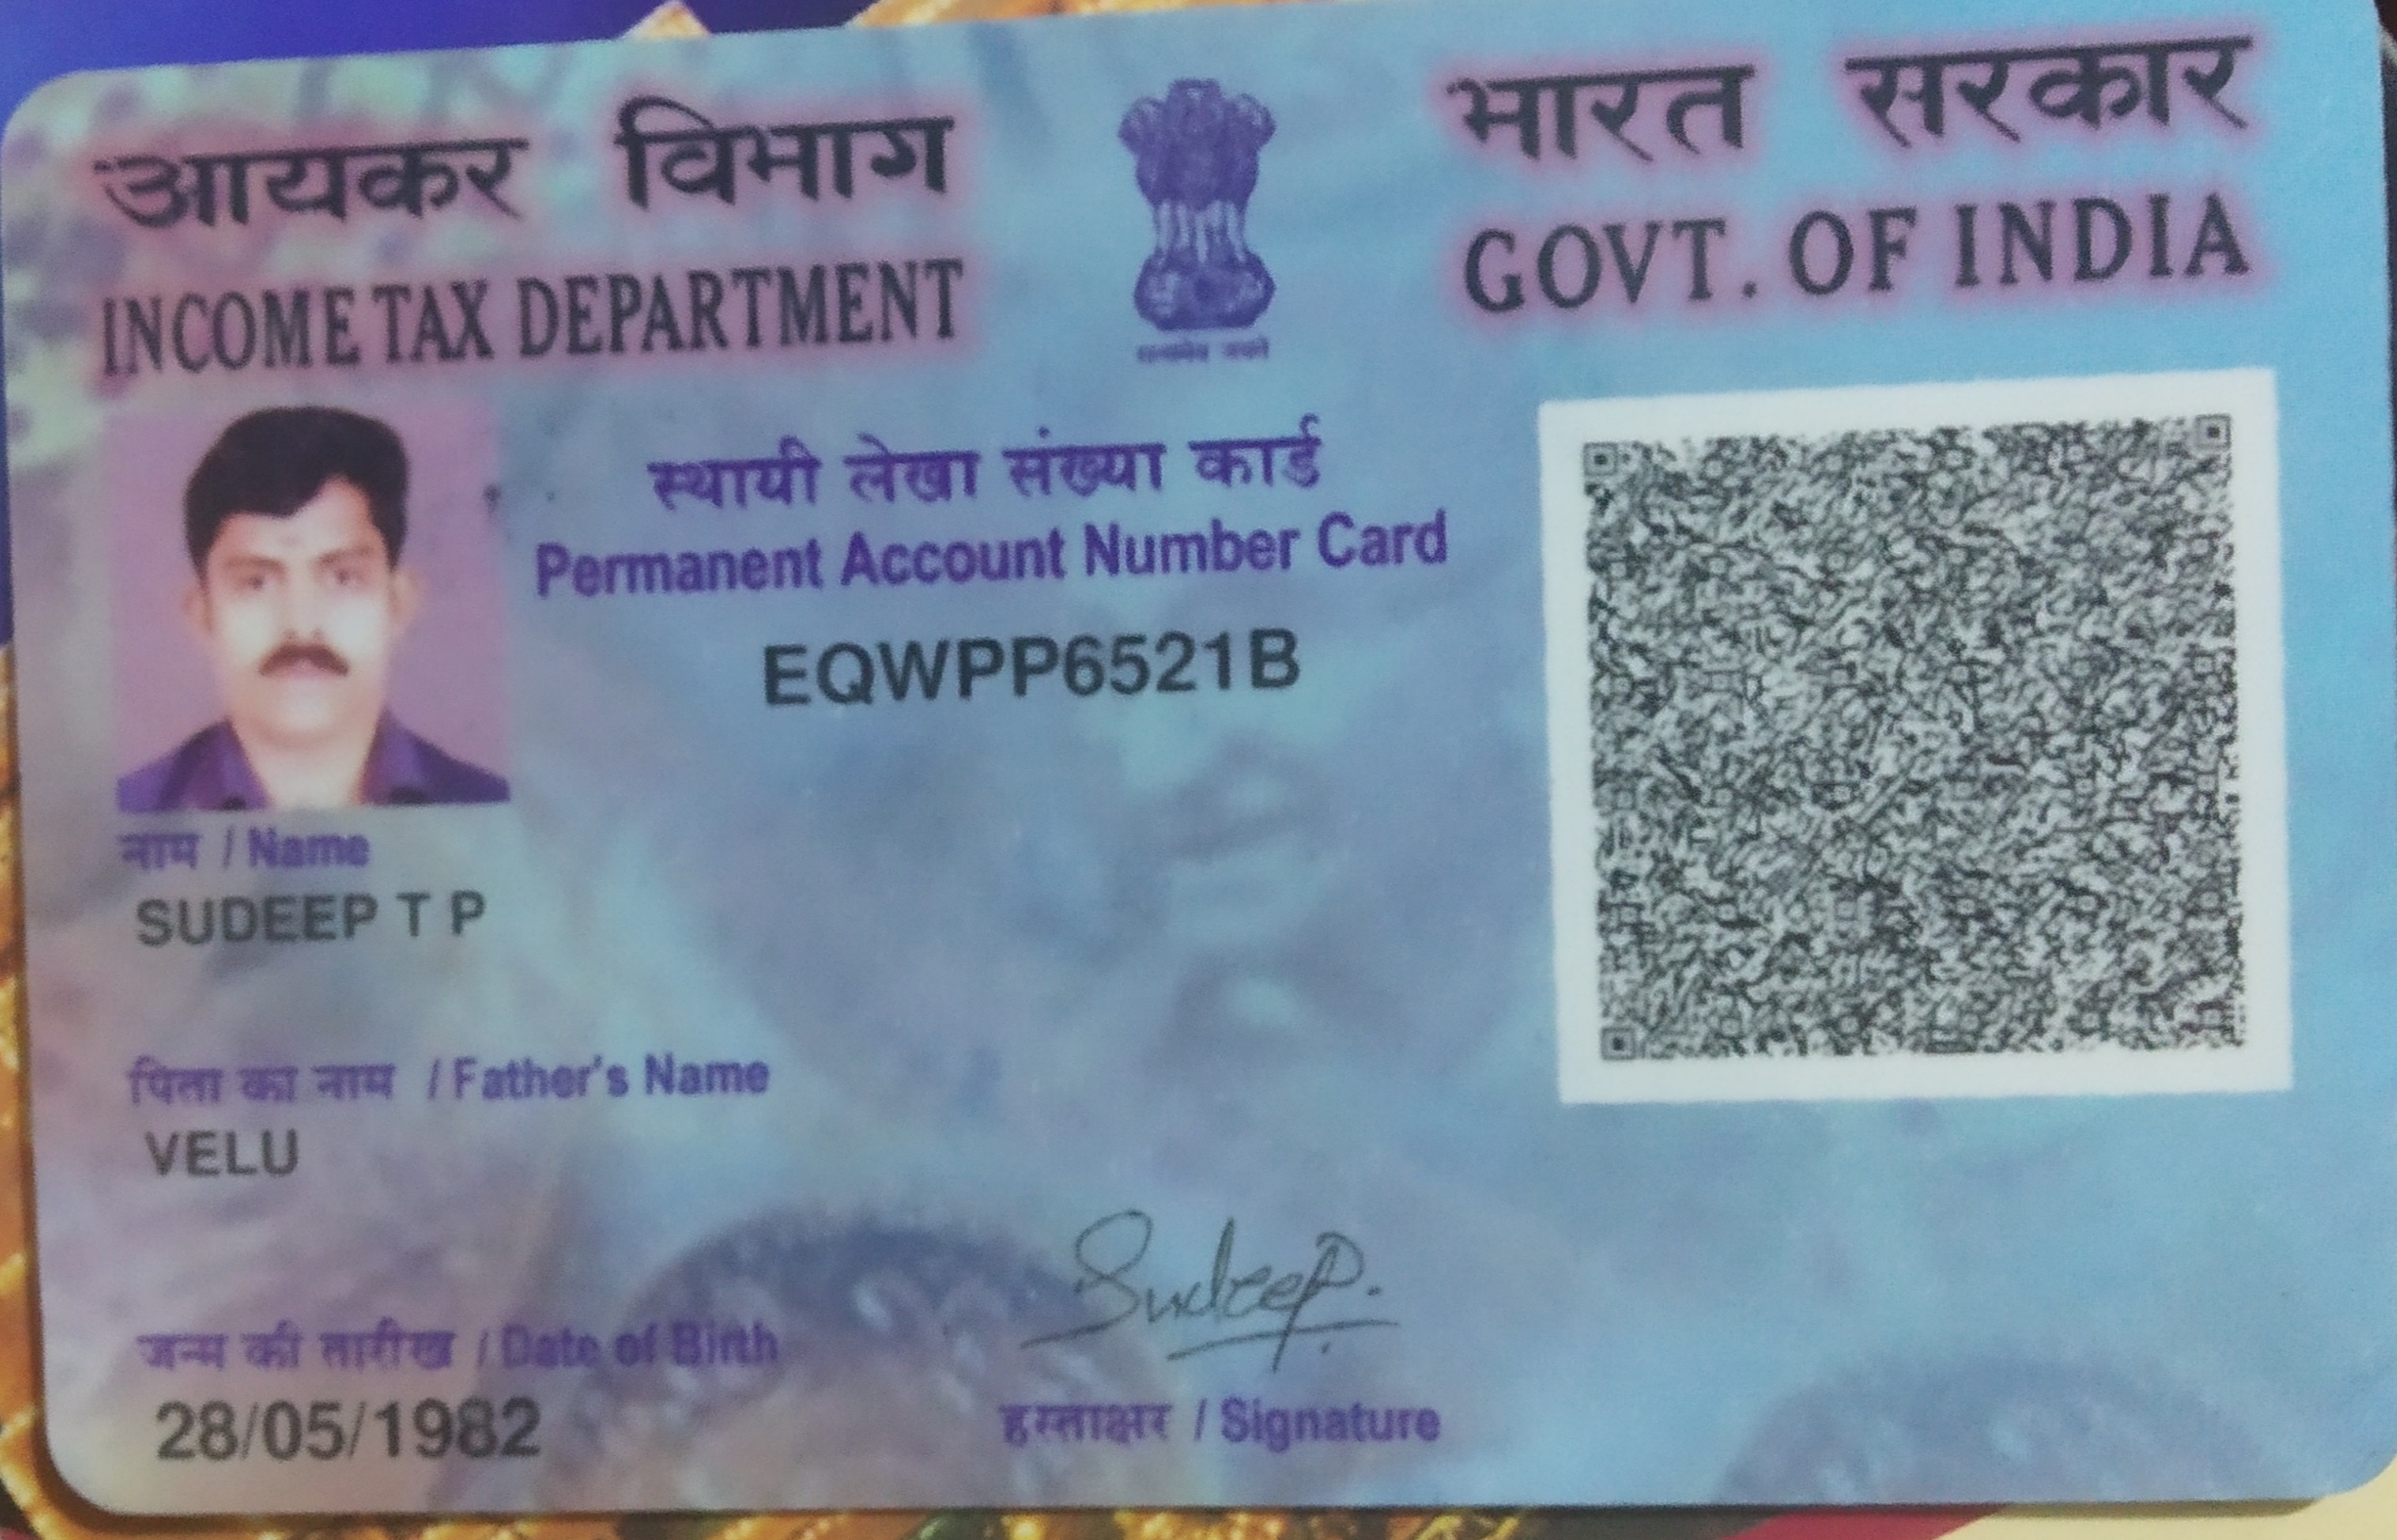 आयकर विभाग
INCOME TAX DEPARTMENT
सत्यमेव जयते
भारत सरकार
GOVT. OF INDIA
स्थायी लेखा संख्या कार्ड
Permanent Account Number Card
EQWPP6521B
नाम / Name
SUDEEP T P
पिता का नाम / Father's Name
VELU
जन्म की तारीख / Date of Birth
28/05/1982
Sudeep.
हस्ताक्षर / Signature